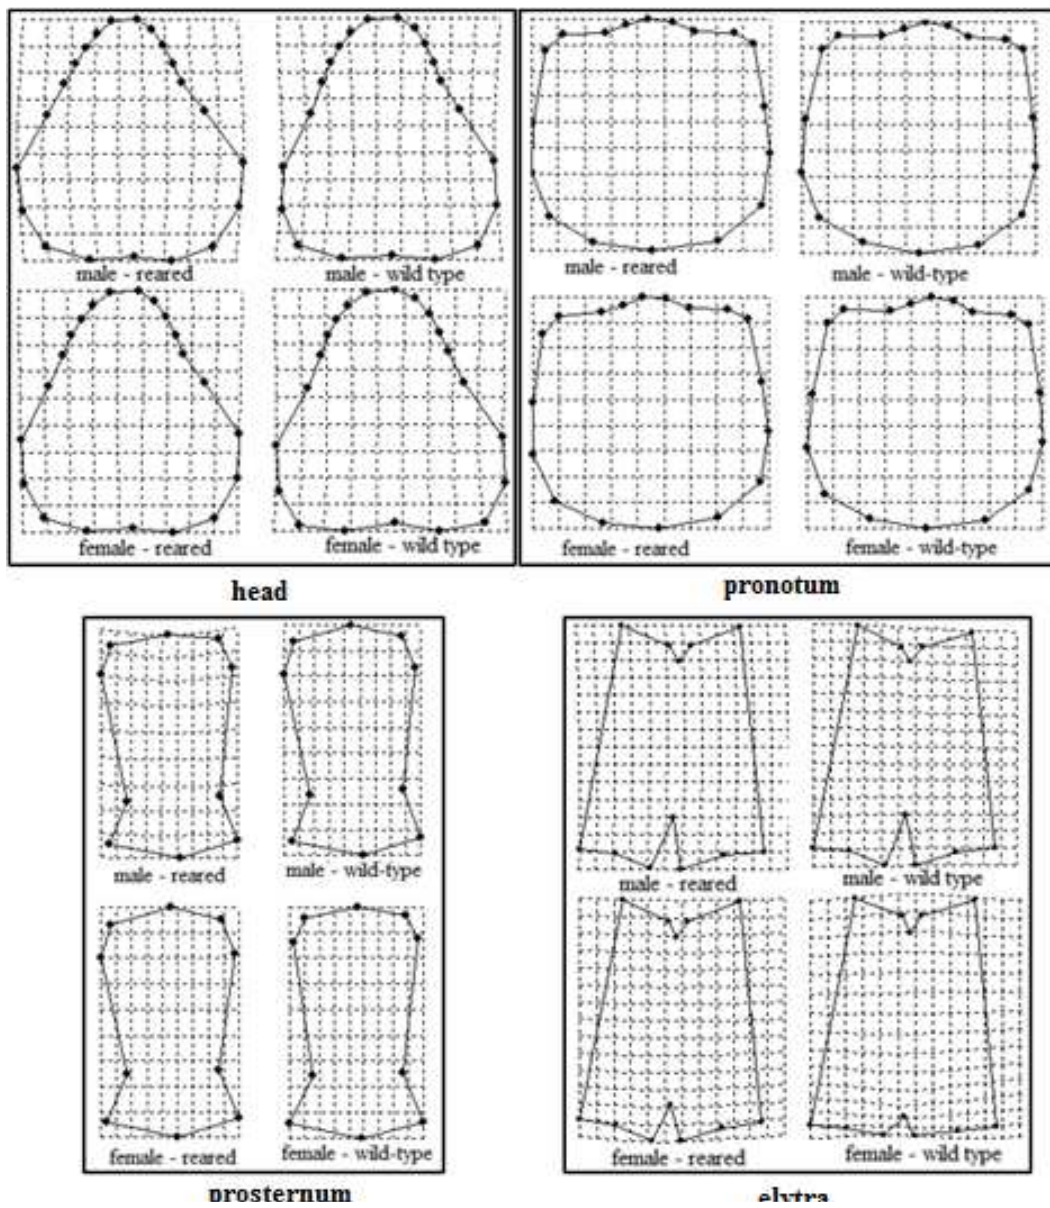 male - reared
male - wild type
female - reared
female - wild type
head
male - reared
male - wild-type
female - reared
female - wild-type
pronotum
male - reared
male - wild-type
female - reared
female - wild-type
prosternum
male - reared
male - wild type
female - reared
female - wild type
elytra